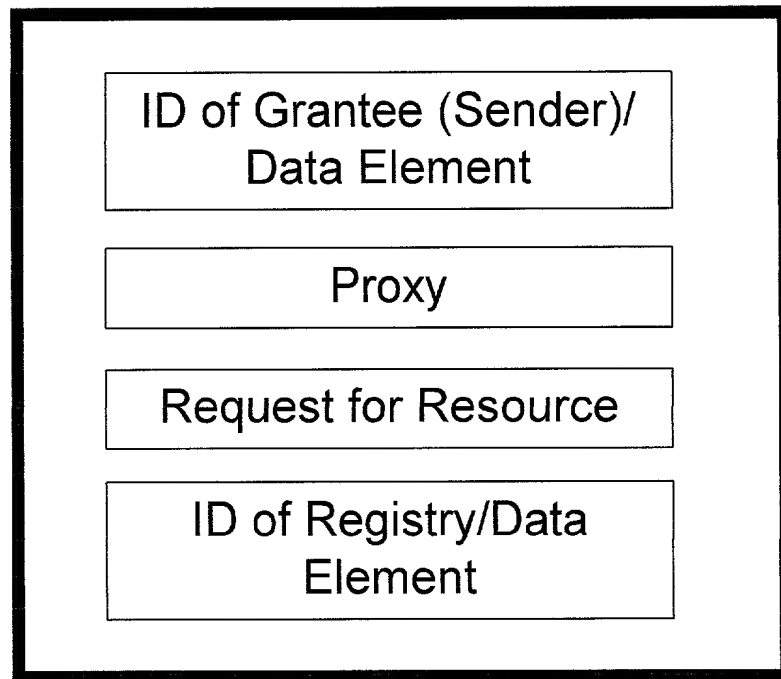 ID of Grantee (Sender)/
Data Element
Proxy
Request for Resource
ID of Registry/Data
Element